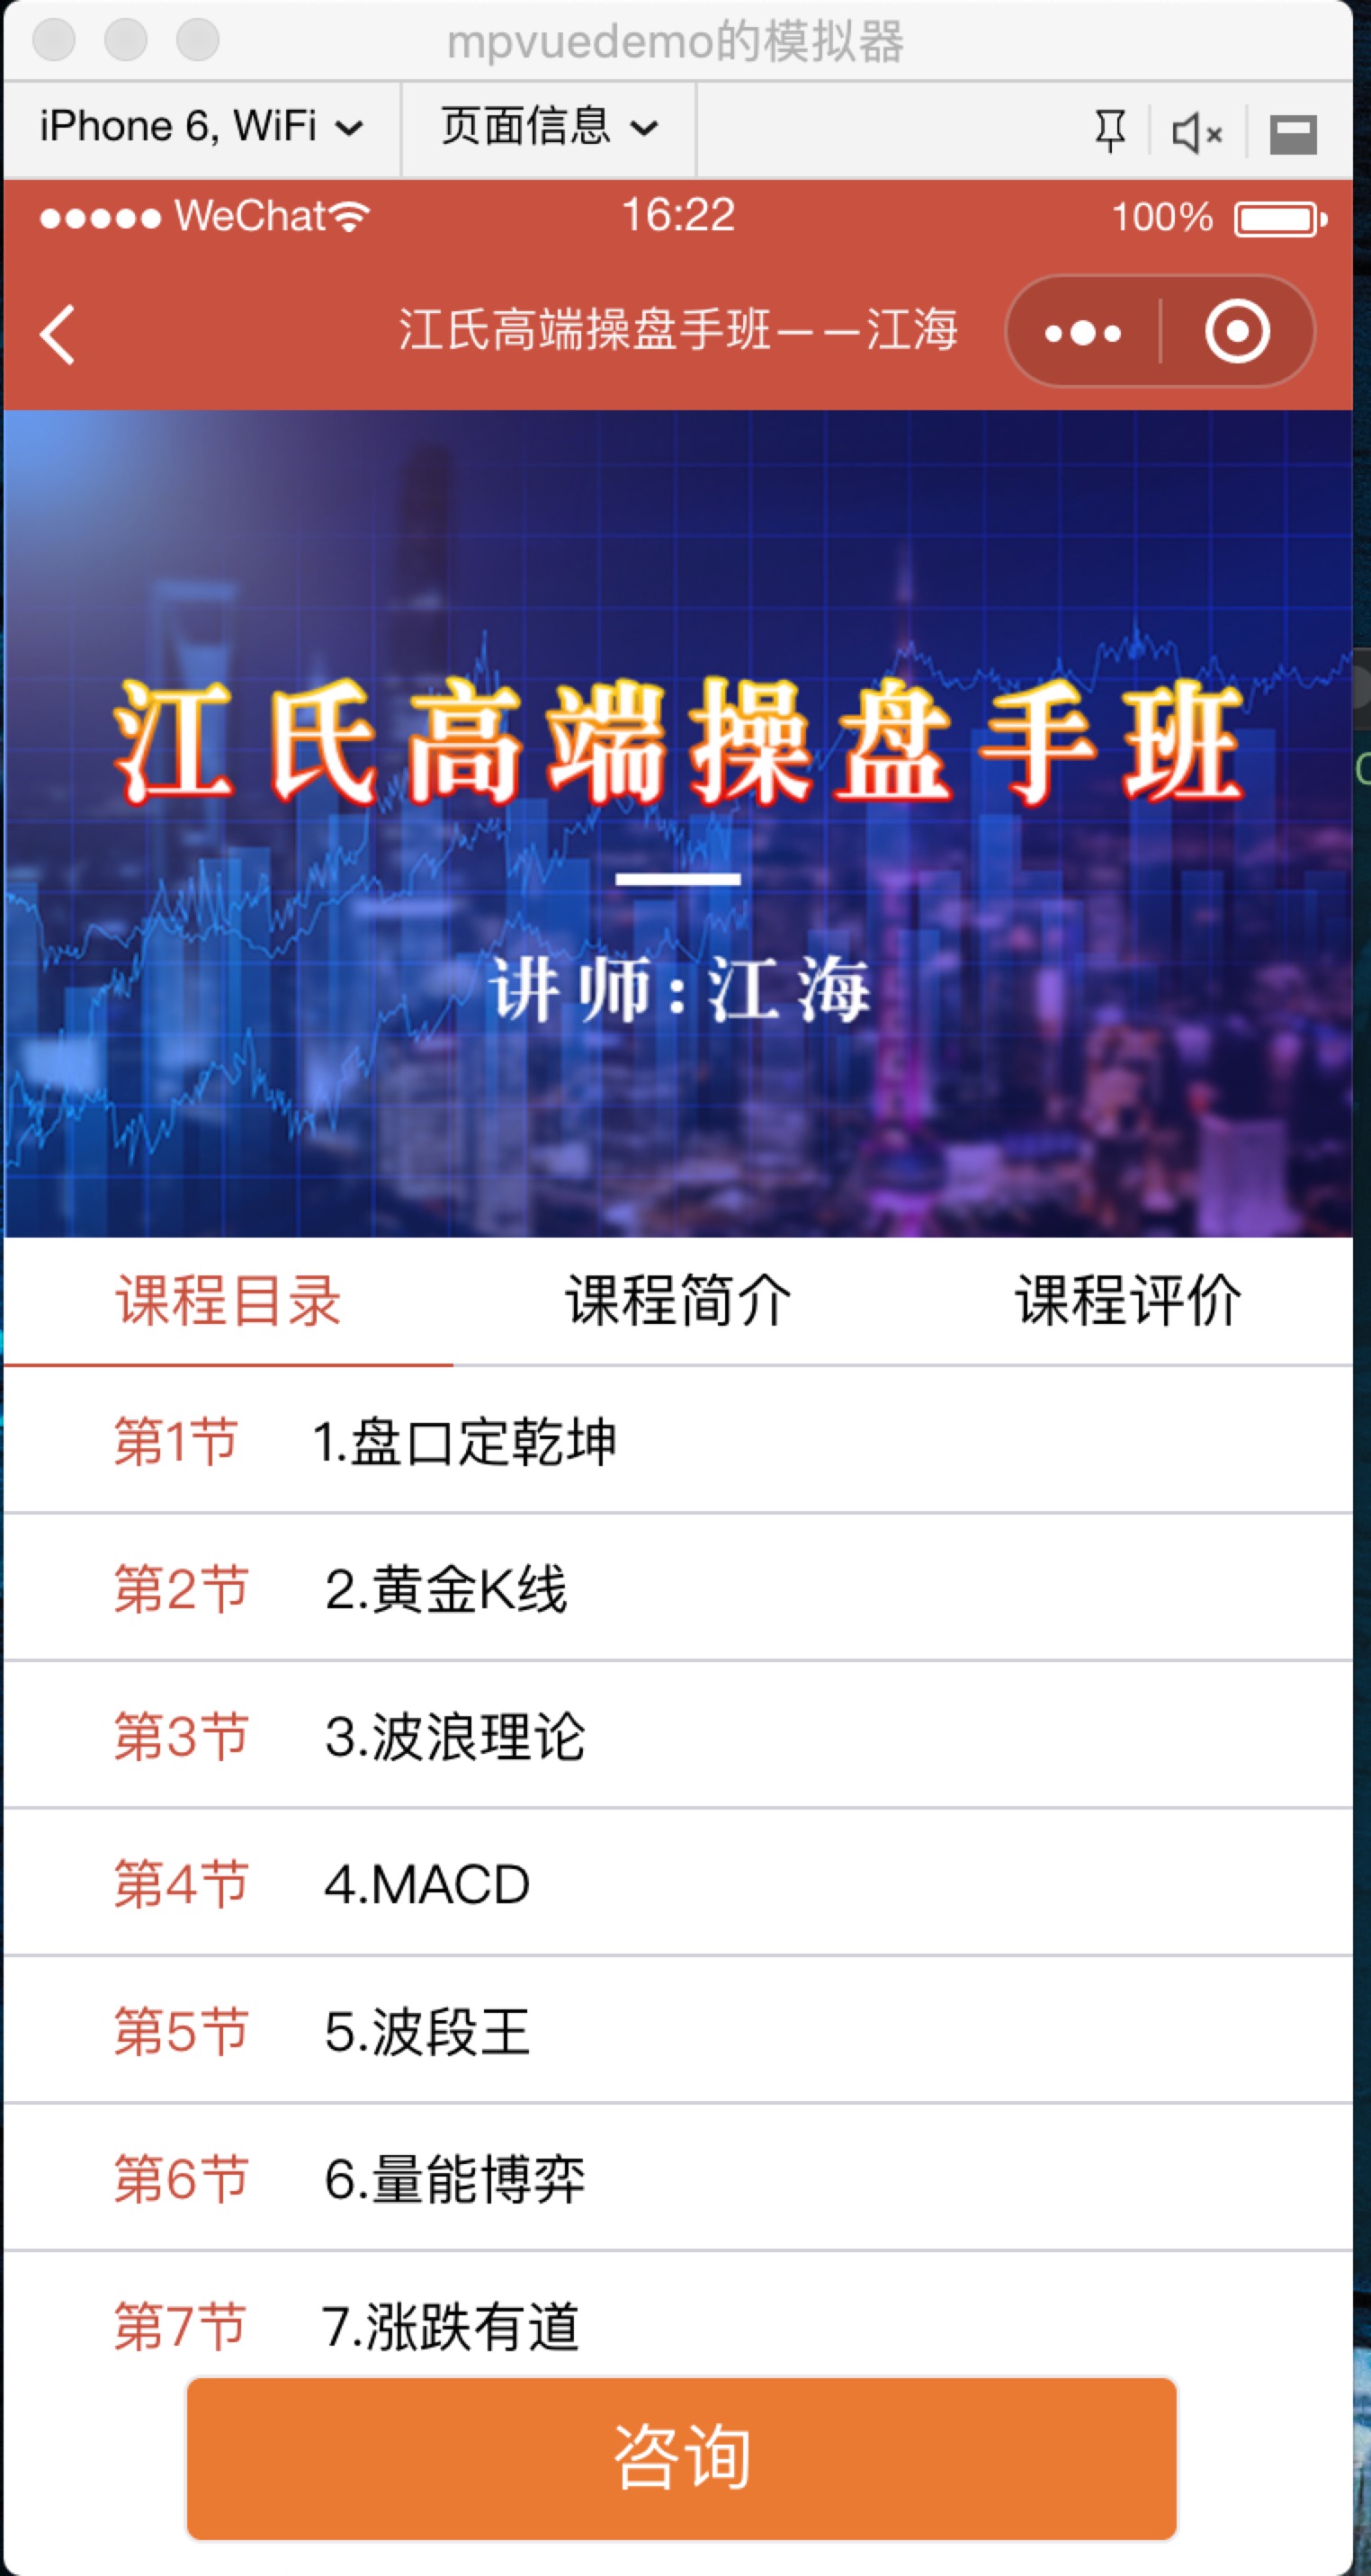 mpvuedemo的模拟器
iPhone 6, WiFi 页面信息
WeChat 16:22 100%
江氏高端操盘手班——江海
江氏高端操盘手班
讲师:江海
课程目录 课程简介 课程评价
第1节 1.盘口定乾坤
第2节 2.黄金K线
第3节 3.波浪理论
第4节 4.MACD
第5节 5.波段王
第6节 6.量能博弈
第7节 7.涨跌有道
咨询